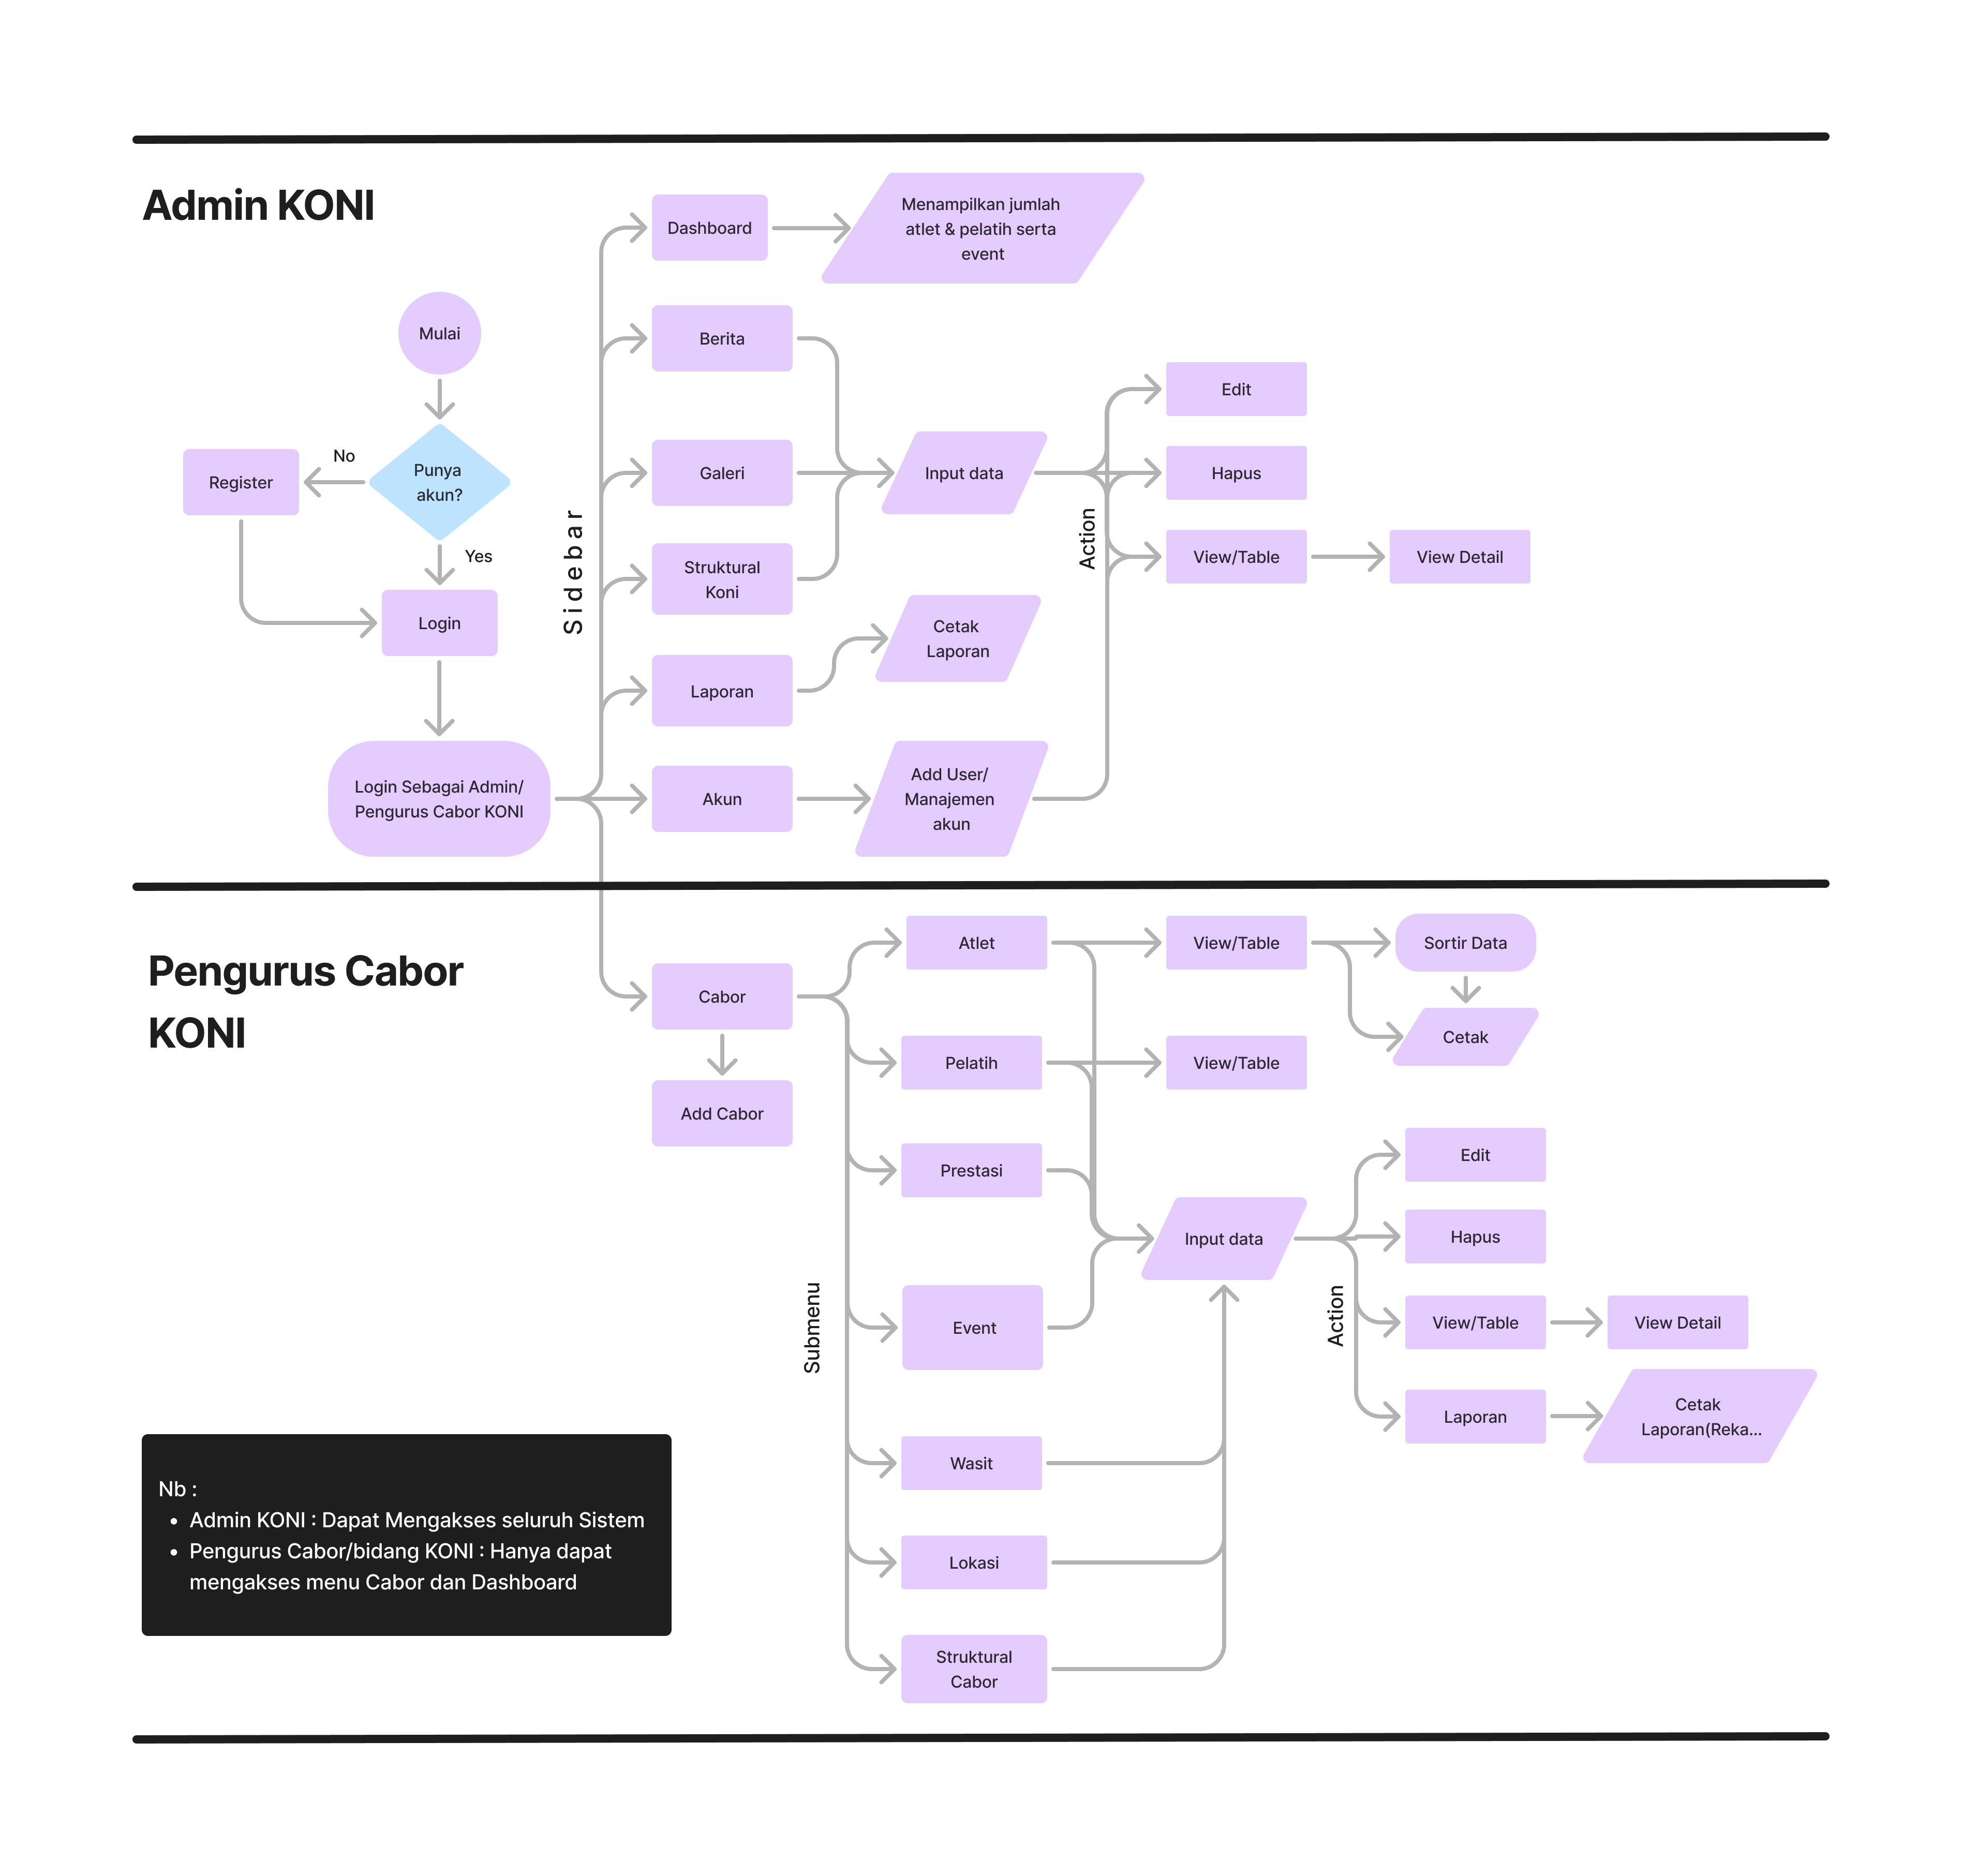 Admin KONI
Mulai
Punya
akun?
No
Yes
Register
Login
Login Sebagai Admin/
Pengurus Cabor KONI
Sidebar
Dashboard
Menampilkan jumlah
atlet & pelatih serta
event
Berita
Galeri
Struktural
Koni
Laporan
Akun
Input data
Cetak
Laporan
Add User/
Manajemen
akun
Action
Edit
Hapus
View/Table
View Detail
Pengurus Cabor
KONI
Cabor
Add Cabor
Submenu
Atlet
Pelatih
Prestasi
Event
Wasit
Lokasi
Struktural
Cabor
View/Table
Sortir Data
Cetak
View/Table
Input data
Action
Edit
Hapus
View/Table
View Detail
Laporan
Cetak
Laporan(Reka...
Nb :
• Admin KONI : Dapat Mengakses seluruh Sistem
• Pengurus Cabor/bidang KONI : Hanya dapat
mengakses menu Cabor dan Dashboard